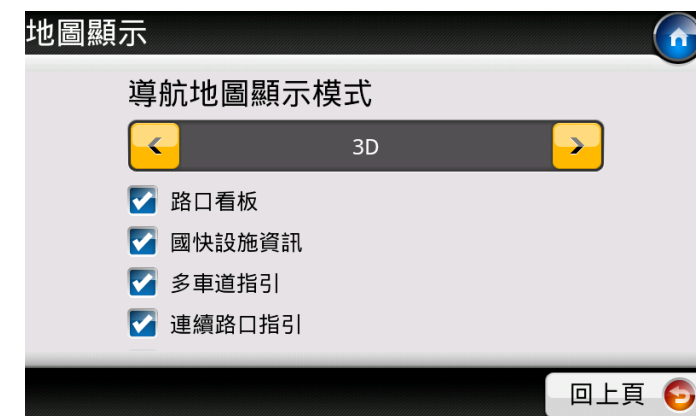 地圖顯示
導航地圖顯示模式
3D
路口看板
國快設施資訊
多車道指引
連續路口指引
回上頁